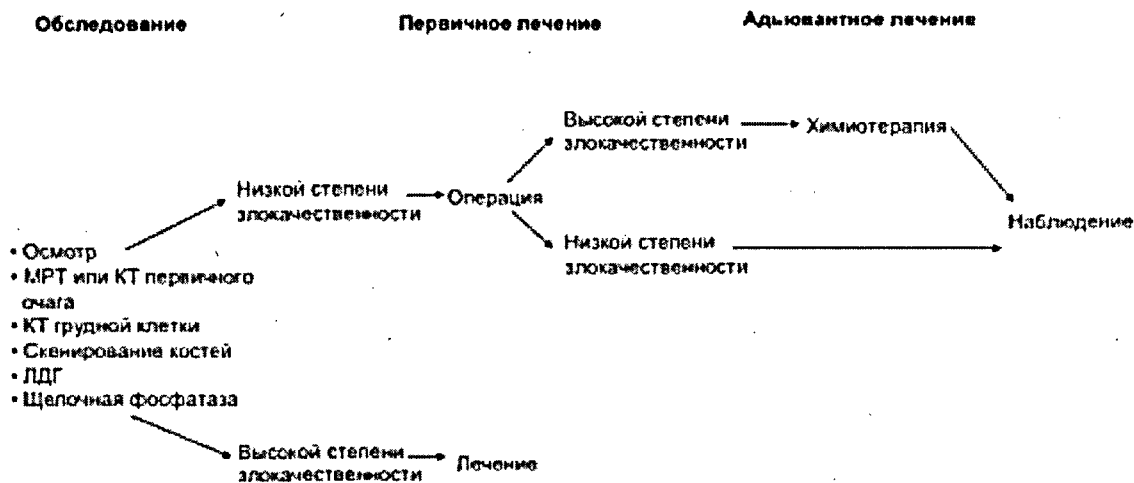 Обследование
Первичное лечение
Адьювантное лечение
Высокой степени
злокачественности
Химиотерапия
Низкой степени
злокачественности
Операция
Наблюдение
Низкой степени
злокачественности
• Осмотр
• МРТ или КТ первичного
очага
• КТ грудной клетки
• Сканирование костей
• ЛДГ
• Щелочная фосфатаза
Высокой степени
злокачественности
Лечение